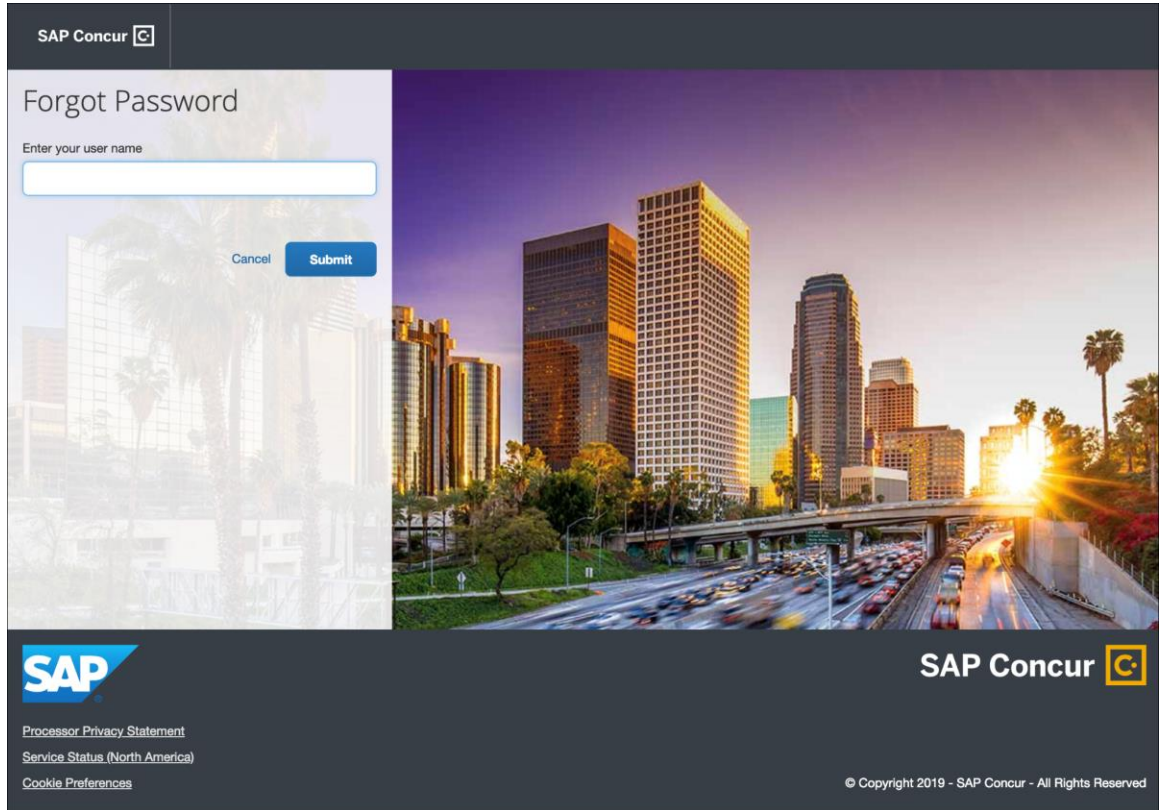 SAP Concur
Forgot Password
Enter your user name
Cancel Submit
SAP
SAP Concur
Processor Privacy Statement
Service Status (North America)
Cookie Preferences
© Copyright 2019 - SAP Concur - All Rights Reserved